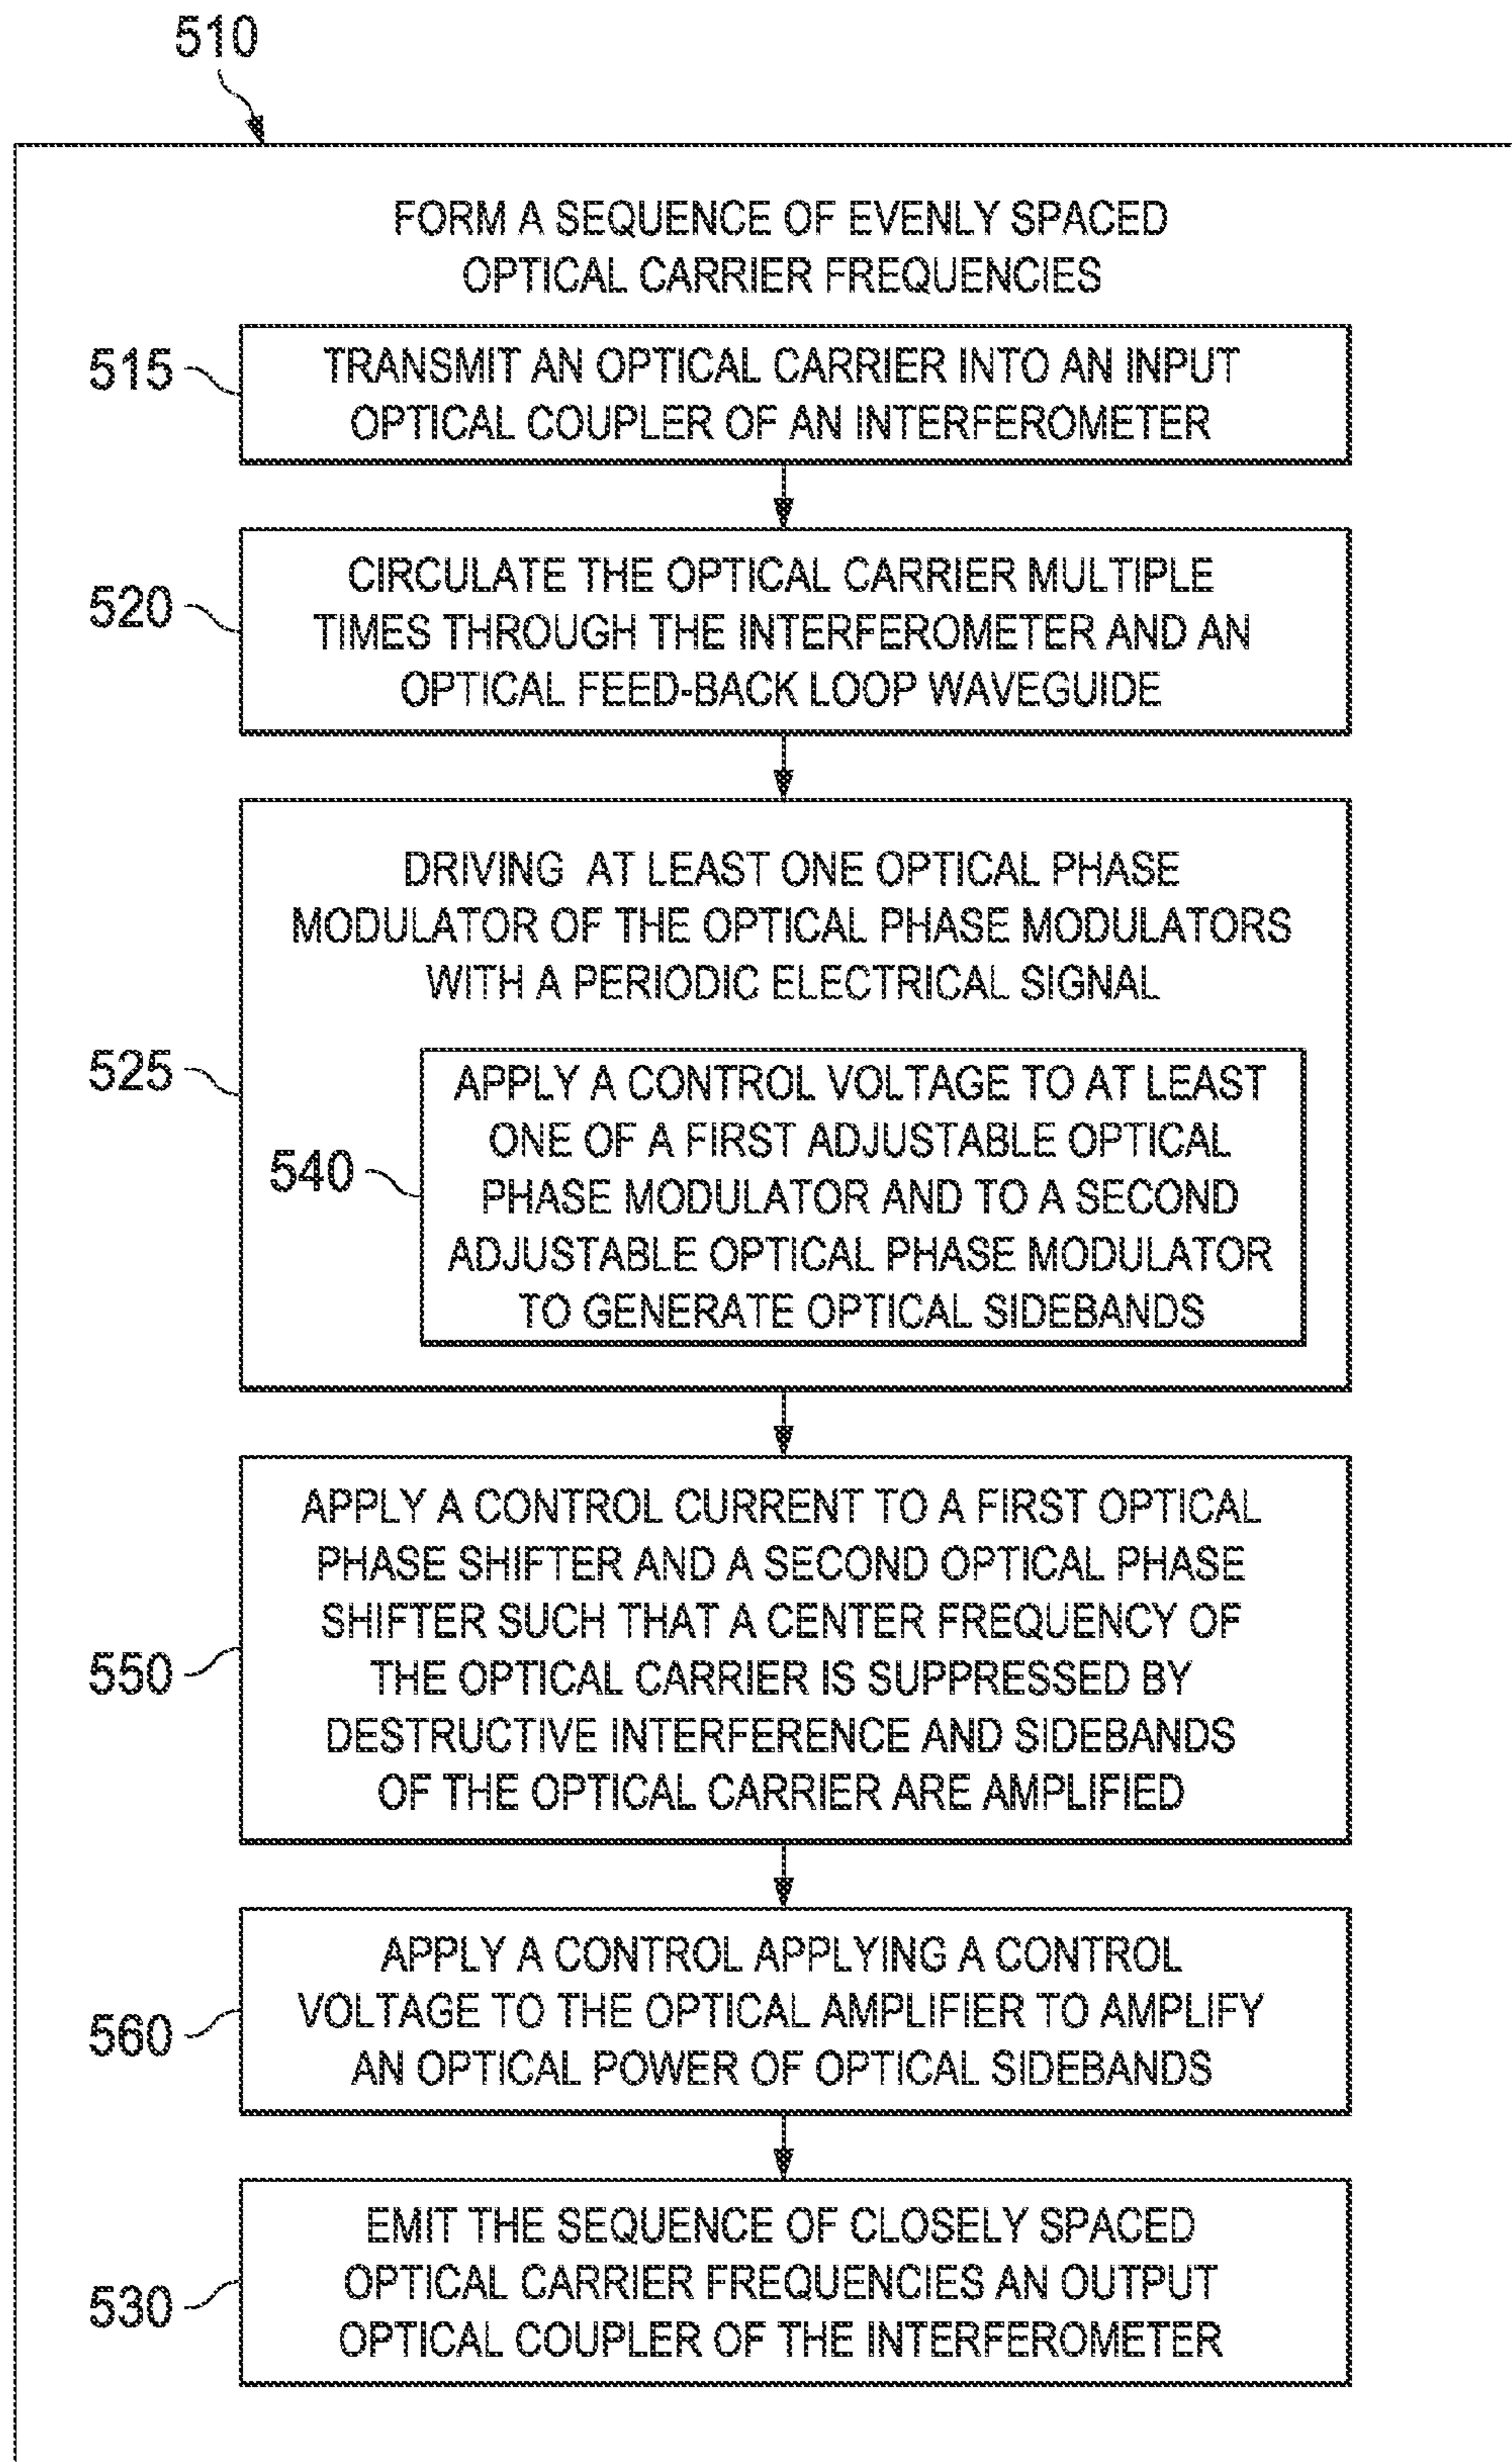 510
FORM A SEQUENCE OF EVENLY SPACED
OPTICAL CARRIER FREQUENCIES
515
TRANSMIT AN OPTICAL CARRIER INTO AN INPUT
OPTICAL COUPLER OF AN INTERFEROMETER
520
CIRCULATE THE OPTICAL CARRIER MULTIPLE
TIMES THROUGH THE INTERFEROMETER AND AN
OPTICAL FEED-BACK LOOP WAVEGUIDE
525
DRIVING AT LEAST ONE OPTICAL PHASE
MODULATOR OF THE OPTICAL PHASE MODULATORS
WITH A PERIODIC ELECTRICAL SIGNAL
540
APPLY A CONTROL VOLTAGE TO AT LEAST
ONE OF A FIRST ADJUSTABLE OPTICAL
PHASE MODULATOR AND TO A SECOND
ADJUSTABLE OPTICAL PHASE MODULATOR
TO GENERATE OPTICAL SIDEBANDS
550
APPLY A CONTROL CURRENT TO A FIRST OPTICAL
PHASE SHIFTER AND A SECOND OPTICAL PHASE
SHIFTER SUCH THAT A CENTER FREQUENCY OF
THE OPTICAL CARRIER IS SUPPRESSED BY
DESTRUCTIVE INTERFERENCE AND SIDEBANDS
OF THE OPTICAL CARRIER ARE AMPLIFIED
560
APPLY A CONTROL APPLYING A CONTROL
VOLTAGE TO THE OPTICAL AMPLIFIER TO AMPLIFY
AN OPTICAL POWER OF OPTICAL SIDEBANDS
530
EMIT THE SEQUENCE OF CLOSELY SPACED
OPTICAL CARRIER FREQUENCIES AN OUTPUT
OPTICAL COUPLER OF THE INTERFEROMETER